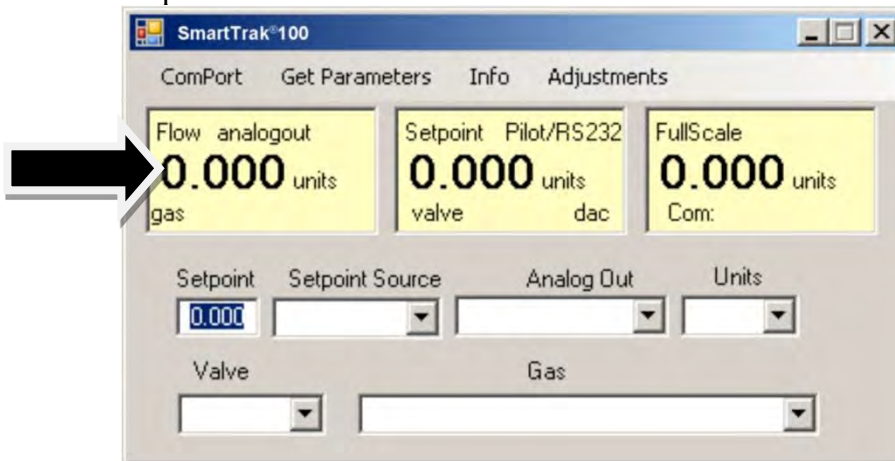 SmartTrak®100
ComPort Get Parameters Info Adjustments
Flow analogout
0.000 units
gas
Setpoint Pilot/RS232
0.000 units
valve dac
FullScale
0.000 units
Com:
Setpoint Setpoint Source Analog Out Units
0.000
Valve Gas